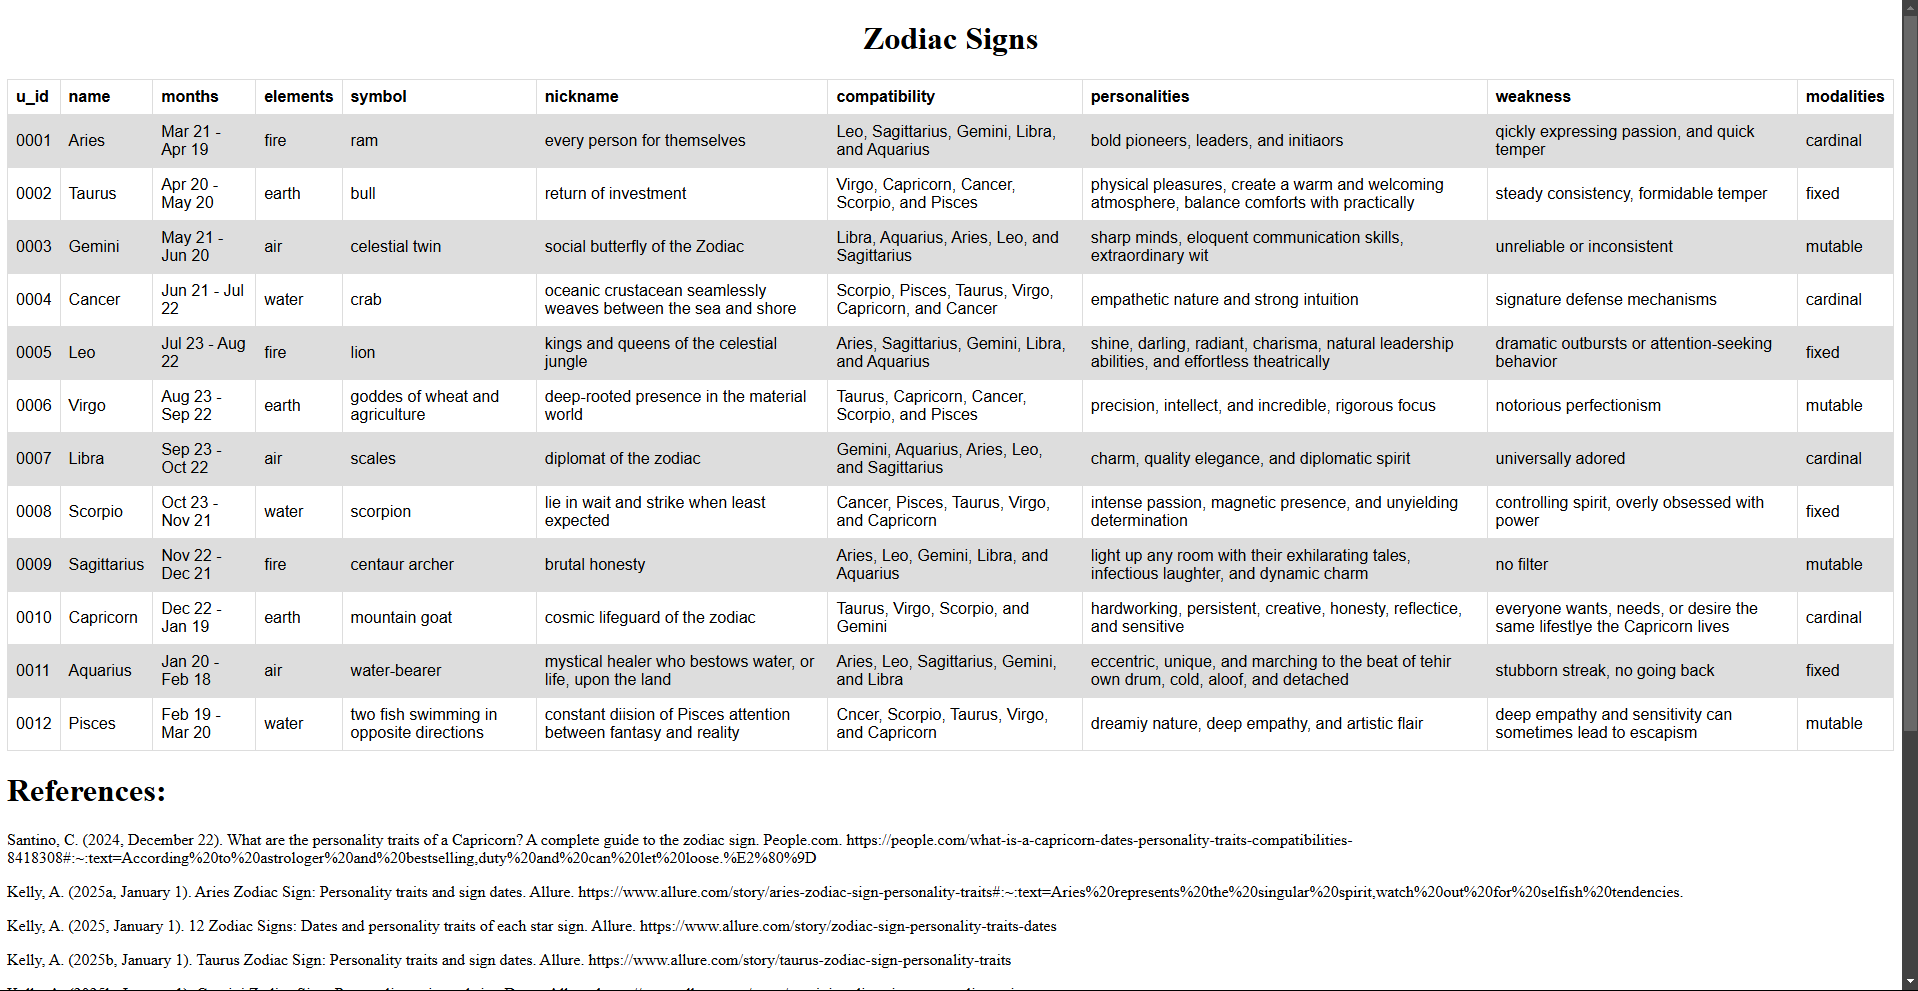 Zodiac Signs
u_id name months elements symbol nickname compatibility personalities weakness modalities
0001 Aries Mar 21 - Apr 19 fire ram every person for themselves Leo, Sagittarius, Gemini, Libra, and Aquarius bold pioneers, leaders, and initiaors qickly expressing passion, and quick temper cardinal
0002 Taurus Apr 20 - May 20 earth bull return of investment Virgo, Capricorn, Cancer, Scorpio, and Pisces physical pleasures, create a warm and welcoming atmosphere, balance comforts with practically steady consistency, formidable temper fixed
0003 Gemini May 21 - Jun 20 air celestial twin social butterfly of the Zodiac Libra, Aquarius, Aries, Leo, and Sagittarius sharp minds, eloquent communication skills, extraordinary wit unreliable or inconsistent mutable
0004 Cancer Jun 21 - Jul 22 water crab oceanic crustacean seamlessly weaves between the sea and shore Scorpio, Pisces, Taurus, Virgo, Capricorn, and Cancer empathetic nature and strong intuition signature defense mechanisms cardinal
0005 Leo Jul 23 - Aug 22 fire lion kings and queens of the celestial jungle Aries, Sagittarius, Gemini, Libra, and Aquarius shine, darling, radiant, charisma, natural leadership abilities, and effortless theatrically dramatic outbursts or attention-seeking behavior fixed
0006 Virgo Aug 23 - Sep 22 earth goddes of wheat and agriculture deep-rooted presence in the material world Taurus, Capricorn, Cancer, Scorpio, and Pisces precision, intellect, and incredible, rigorous focus notorious perfectionism mutable
0007 Libra Sep 23 - Oct 22 air scales diplomat of the zodiac Gemini, Aquarius, Aries, Leo, and Sagittarius charm, quality elegance, and diplomatic spirit universally adored cardinal
0008 Scorpio Oct 23 - Nov 21 water scorpion lie in wait and strike when least expected Cancer, Pisces, Taurus, Virgo, and Capricorn intense passion, magnetic presence, and unyielding determination controlling spirit, overly obsessed with power fixed
0009 Sagittarius Nov 22 - Dec 21 fire centaur archer brutal honesty Aries, Leo, Gemini, Libra, and Aquarius light up any room with their exhilarating tales, infectious laughter, and dynamic charm no filter mutable
0010 Capricorn Dec 22 - Jan 19 earth mountain goat cosmic lifeguard of the zodiac Taurus, Virgo, Scorpio, and Gemini hardworking, persistent, creative, honesty, reflectice, and sensitive everyone wants, needs, or desire the same lifestlye the Capricorn lives cardinal
0011 Aquarius Jan 20 - Feb 18 air water-bearer mystical healer who bestows water, or life, upon the land Aries, Leo, Sagittarius, Gemini, and Libra eccentric, unique, and marching to the beat of tehir own drum, cold, aloof, and detached stubborn streak, no going back fixed
0012 Pisces Feb 19 - Mar 20 water two fish swimming in opposite directions constant diision of Pisces attention between fantasy and reality Cncer, Scorpio, Taurus, Virgo, and Capricorn dreamiy nature, deep empathy, and artistic flair deep empathy and sensitivity can sometimes lead to escapism mutable
References:
Santino, C. (2024, December 22). What are the personality traits of a Capricorn? A complete guide to the zodiac sign. People.com. https://people.com/what-is-a-capricorn-dates-personality-traits-compatibilities-
8418308#:~:text=According%20to%20astrologer%20and%20bestselling,duty%20and%20can%20let%20loose.%E2%80%9D
Kelly, A. (2025a, January 1). Aries Zodiac Sign: Personality traits and sign dates. Allure. https://www.allure.com/story/aries-zodiac-sign-personality-traits#:~:text=Aries%20represents%20the%20singular%20spirit,watch%20out%20for%20selfish%20tendencies.
Kelly, A. (2025, January 1). 12 Zodiac Signs: Dates and personality traits of each star sign. Allure. https://www.allure.com/story/zodiac-sign-personality-traits-dates
Kelly, A. (2025b, January 1). Taurus Zodiac Sign: Personality traits and sign dates. Allure. https://www.allure.com/story/taurus-zodiac-sign-personality-traits